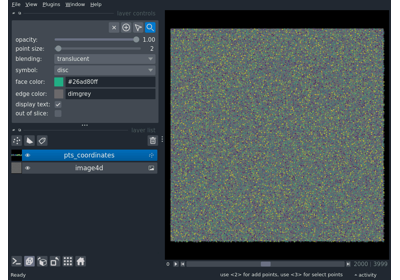 File View Plugins Window Help
layer controls
opacity: 1.00
point size: 2
blending: translucent
symbol: disc
face color: #26ad80ff
edge color: dimgrey
display text:
out of slice:
layer list
pts_coordinates
image4d
2000 3999
use <2> for add points, use <3> for select points
activity